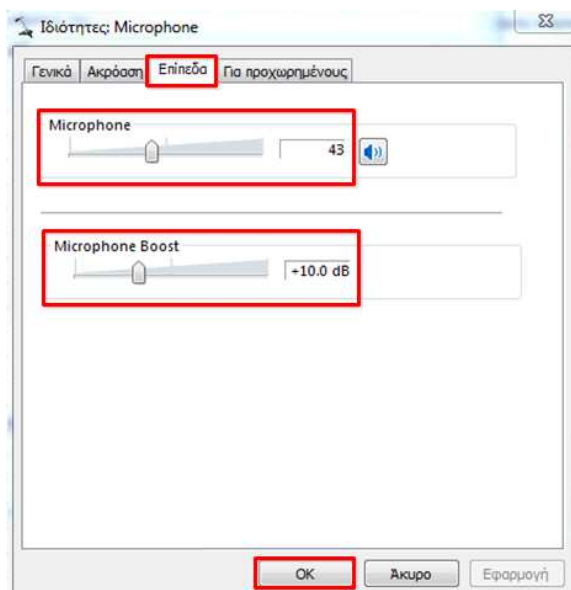 Ιδιότητες: Microphone
Γενικά Ακρόαση Επίπεδα Για προχωρημένους
Microphone
43
Microphone Boost
+10.0 dB
OK Άκυρο Εφαρμογή